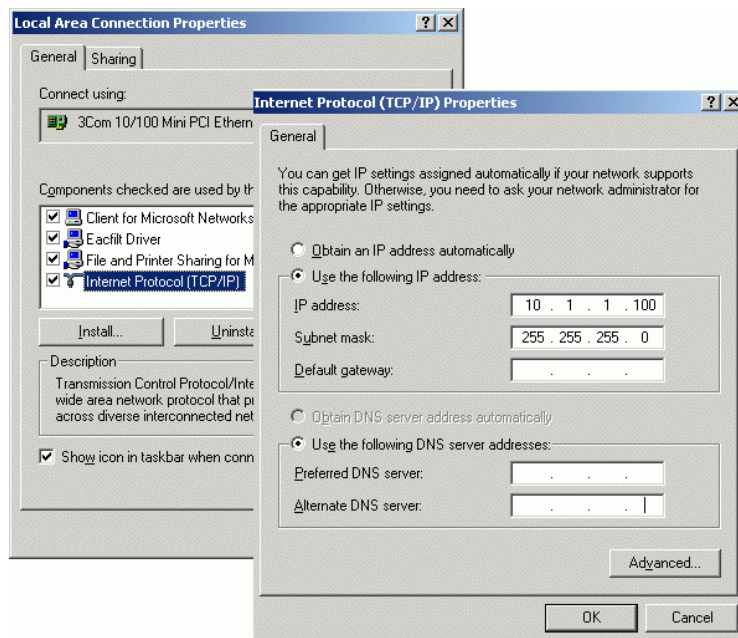 Local Area Connection Properties
General
Sharing
Connect using:
3Com 10/100 Mini PCI Ethern
Components checked are used by th
Client for Microsoft Networks
Eacfilt Driver
File and Printer Sharing for M
Internet Protocol (TCP/IP)
Install...
Uninsta
Description
Transmission Control Protocol/Inte
wide area network protocol that pr
across diverse interconnected net
Show icon in taskbar when conn
Internet Protocol (TCP/IP) Properties
General
You can get IP settings assigned automatically if your network supports
this capability. Otherwise, you need to ask your network administrator for
the appropriate IP settings.
Obtain an IP address automatically
Use the following IP address:
IP address: 10 . 1 . 1 . 100
Subnet mask: 255 . 255 . 255 . 0
Default gateway: . . .
Obtain DNS server address automatically
Use the following DNS server addresses:
Preferred DNS server: . . .
Alternate DNS server: . . .
Advanced...
OK
Cancel